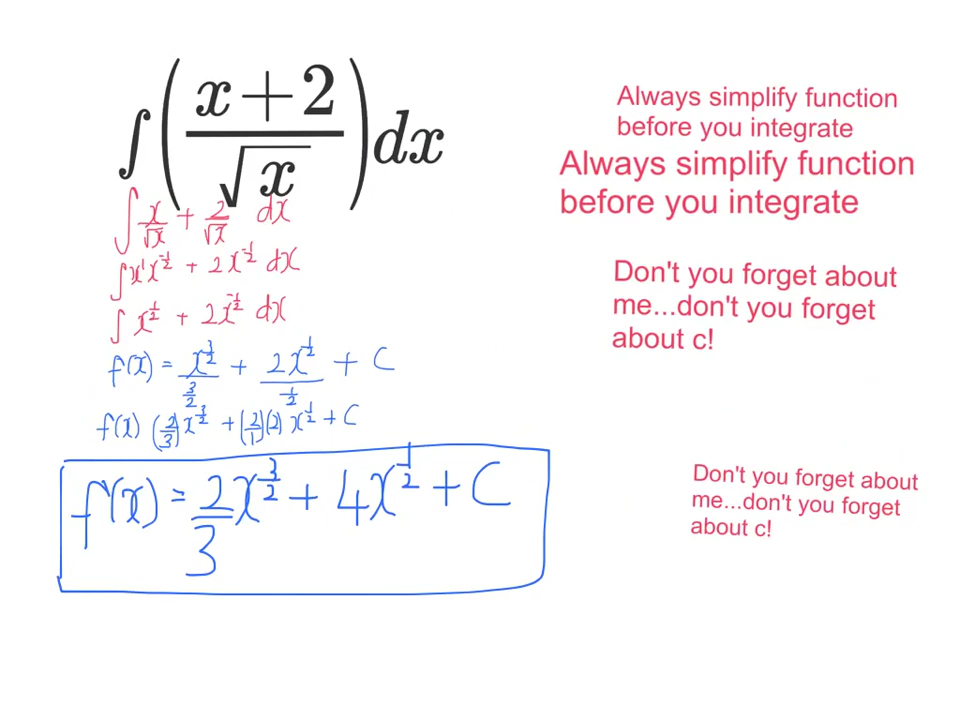 ∫ ( (x + 2) / √x ) dx
∫ x/√x + 2/√x dx
∫ x¹x^(-1/2) + 2x^(-1/2) dx
∫ x^(1/2) + 2x^(-1/2) dx
f(x) = x^(3/2) / (3/2) + 2x^(1/2) / (1/2) + C
f(x) (2/3) x^(3/2) + (2/1)(2) x^(1/2) + C
f(x) = 2/3 x^(3/2) + 4x^(1/2) + C
Always simplify function
before you integrate
Always simplify function
before you integrate
Don't you forget about
me...don't you forget
about c!
Don't you forget about
me...don't you forget
about c!